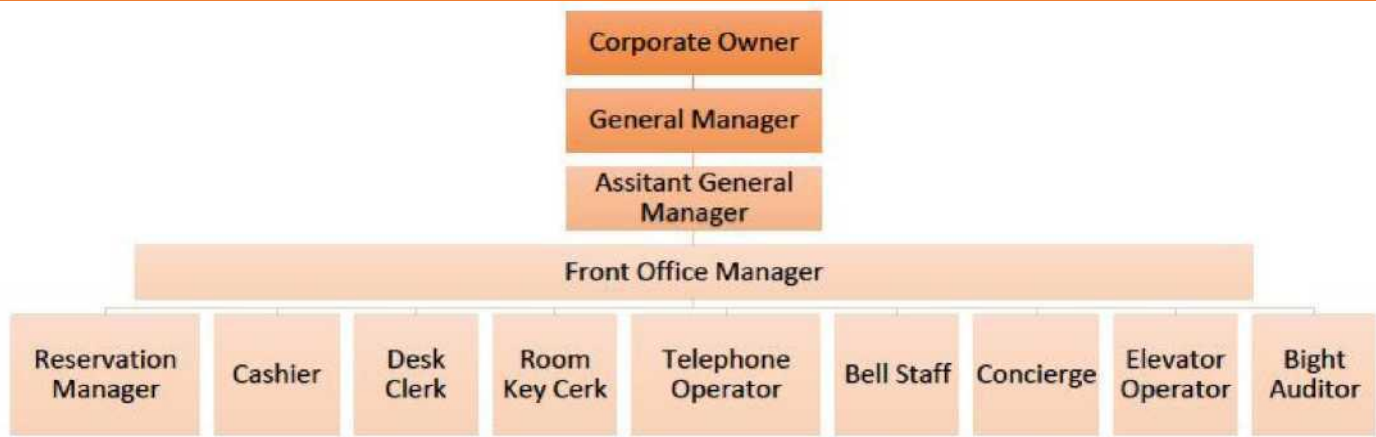 Corporate Owner
General Manager
Assitant General
Manager
Front Office Manager
Reservation
Manager
Cashier
Desk
Clerk
Room
Key Cerk
Telephone
Operator
Bell Staff
Concierge
Elevator
Operator
Bight
Auditor